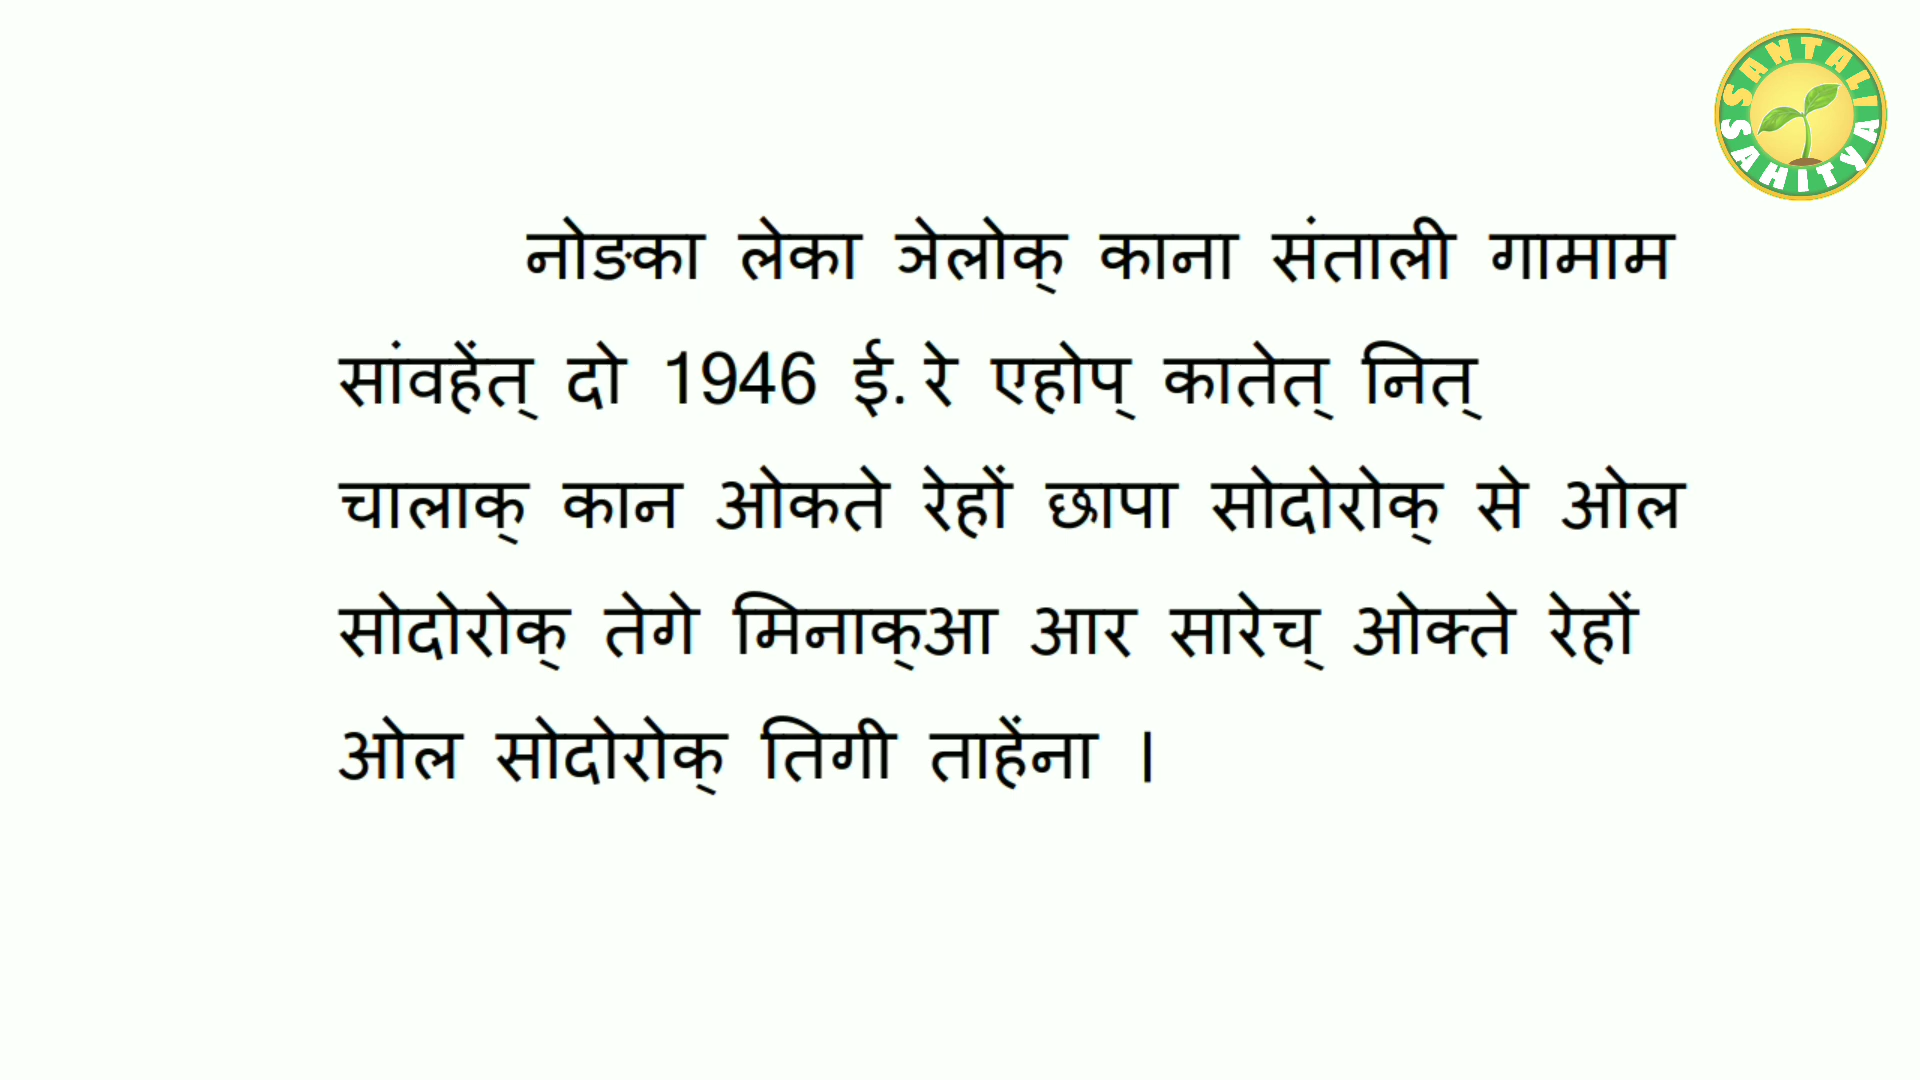 SANTALI SAHITYA
नोङका लेका ञेलोक् काना संताली गामाम
सांवहेंत् दो 1946 ई. रे एहोप् कातेत् नित्
चालाक् कान ओकते रेहों छापा सोदोरोक् से ओल
सोदोरोक् तेगे मिनाक्‌आ आर सारेच् ओक्ते रेहों
ओल सोदोरोक् तिगी ताहेंना ।